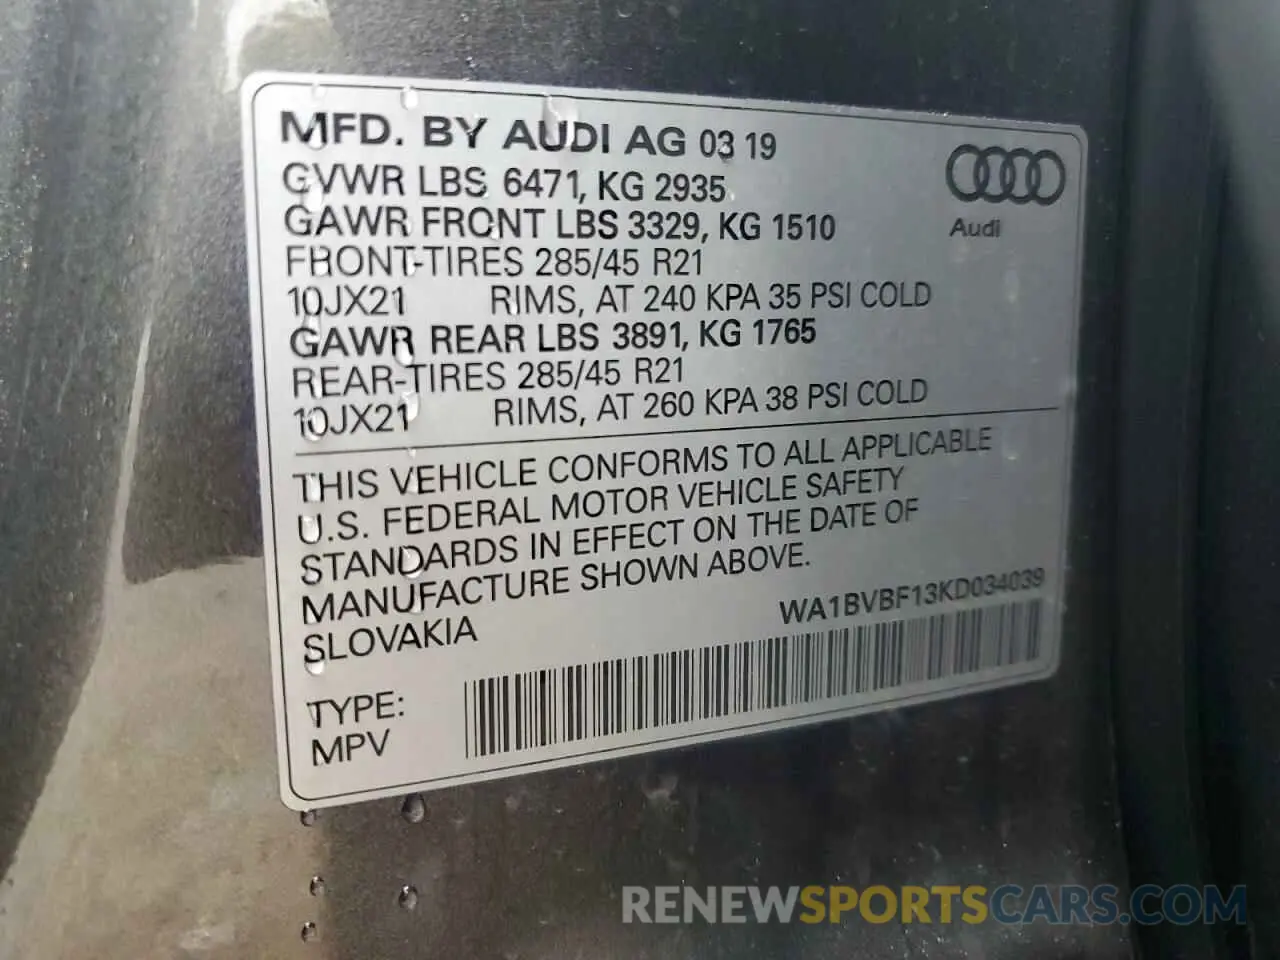 MFD. BY AUDI AG 03 19
GVWR LBS 6471, KG 2935
GAWR FRONT LBS 3329, KG 1510
FRONT-TIRES 285/45 R21
10JX21 RIMS, AT 240 KPA 35 PSI COLD
GAWR REAR LBS 3891, KG 1765
REAR-TIRES 285/45 R21
10JX21 RIMS, AT 260 KPA 38 PSI COLD
Audi
THIS VEHICLE CONFORMS TO ALL APPLICABLE
U.S. FEDERAL MOTOR VEHICLE SAFETY
STANDARDS IN EFFECT ON THE DATE OF
MANUFACTURE SHOWN ABOVE.
SLOVAKIA
WA1BVBF13KD034039
TYPE:
MPV
RENEWSPORTSCARS.COM